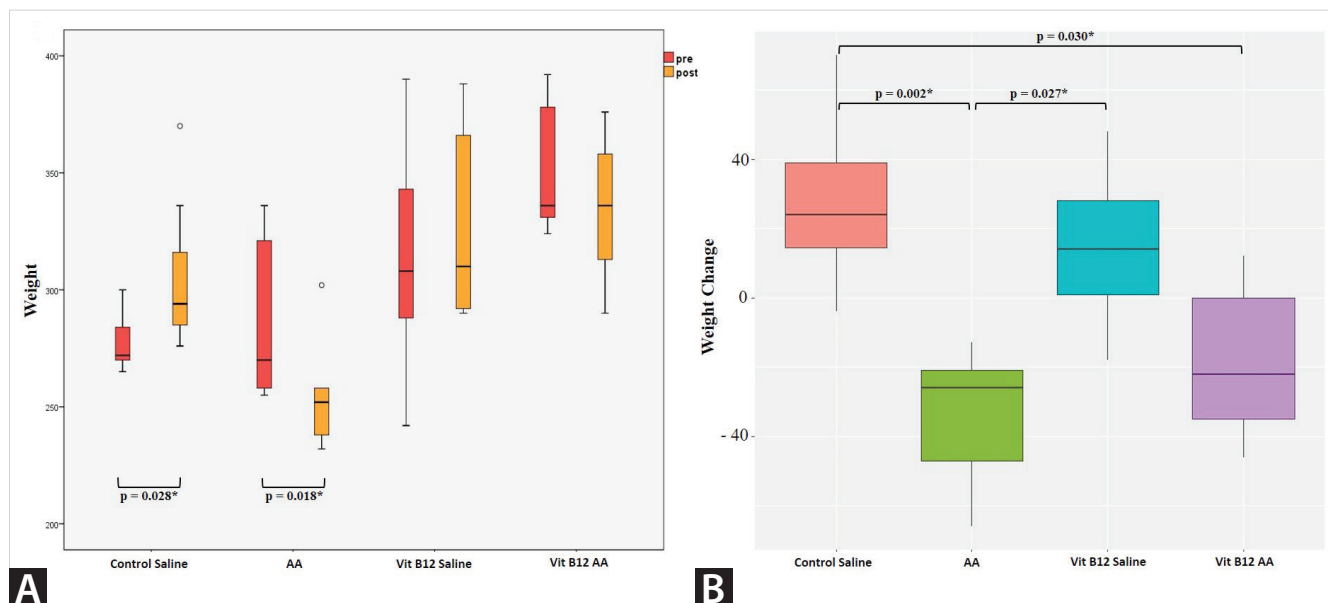 400
350
300
250
200
Weight
pre
post
p = 0.028*
p = 0.018*
Control Saline
AA
Vit B12 Saline
Vit B12 AA
A
p = 0.030*
p = 0.002*
p = 0.027*
40
0
- 40
Weight Change
Control Saline
AA
Vit B12 Saline
Vit B12 AA
B